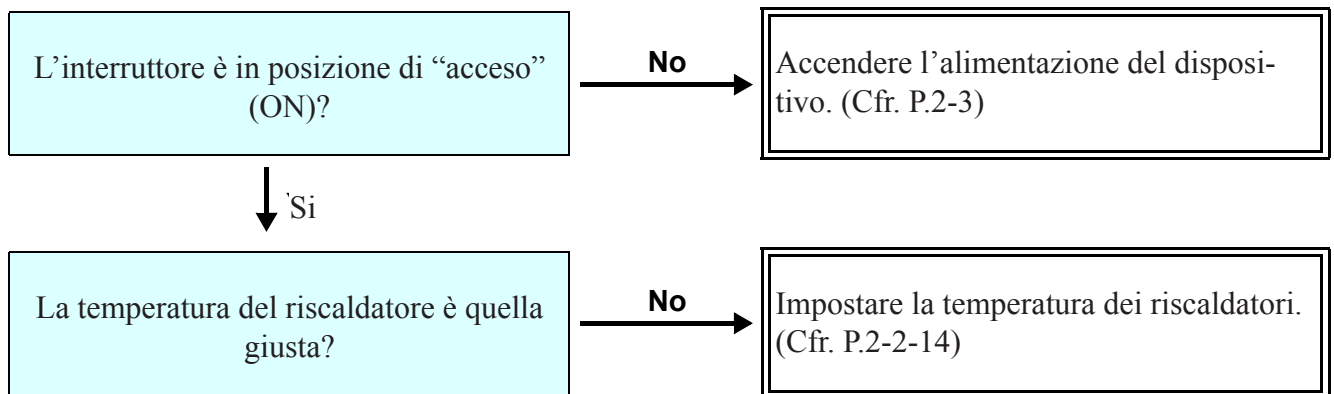 L’interruttore è in posizione di “acceso”
(ON)?
No
Accendere l’alimentazione del disposi-
tivo. (Cfr. P.2-3)
Si
La temperatura del riscaldatore è quella
giusta?
No
Impostare la temperatura dei riscaldatori.
(Cfr. P.2-2-14)